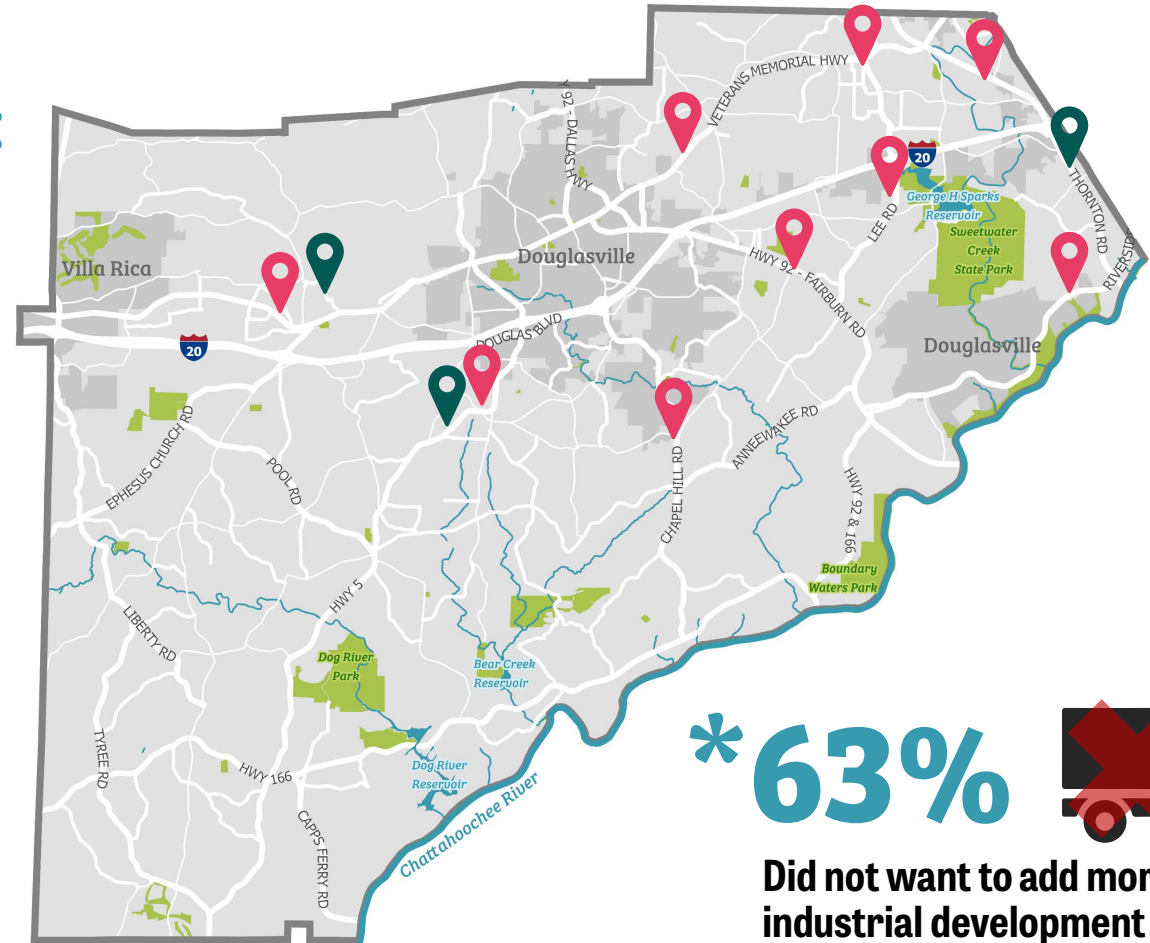 VETERANS MEMORIAL HWY
Y 92 - DALLAS HWY
20
THORNTON RD
George H Sparks
Reservoir
LEE RD
Sweetwater
Creek
State Park
Villa Rica
Douglasville
HWY 92 - FAIRBURN RD
RIVERSIDE
20
DOUGLAS BLVD
Douglasville
EPHESUS CHURCH RD
POOL RD
ANNEEWAKEE RD
CHAPEL HILL RD
HWY 92 & 166
Boundary
Waters Park
HWY 5
LIBERTY RD
Dog River
Park
Bear Creek
Reservoir
TYREE RD
HWY 166
Dog River
Reservoir
CAPPS FERRY RD
Chattahoochee River
*63%
Did not want to add mor
industrial development